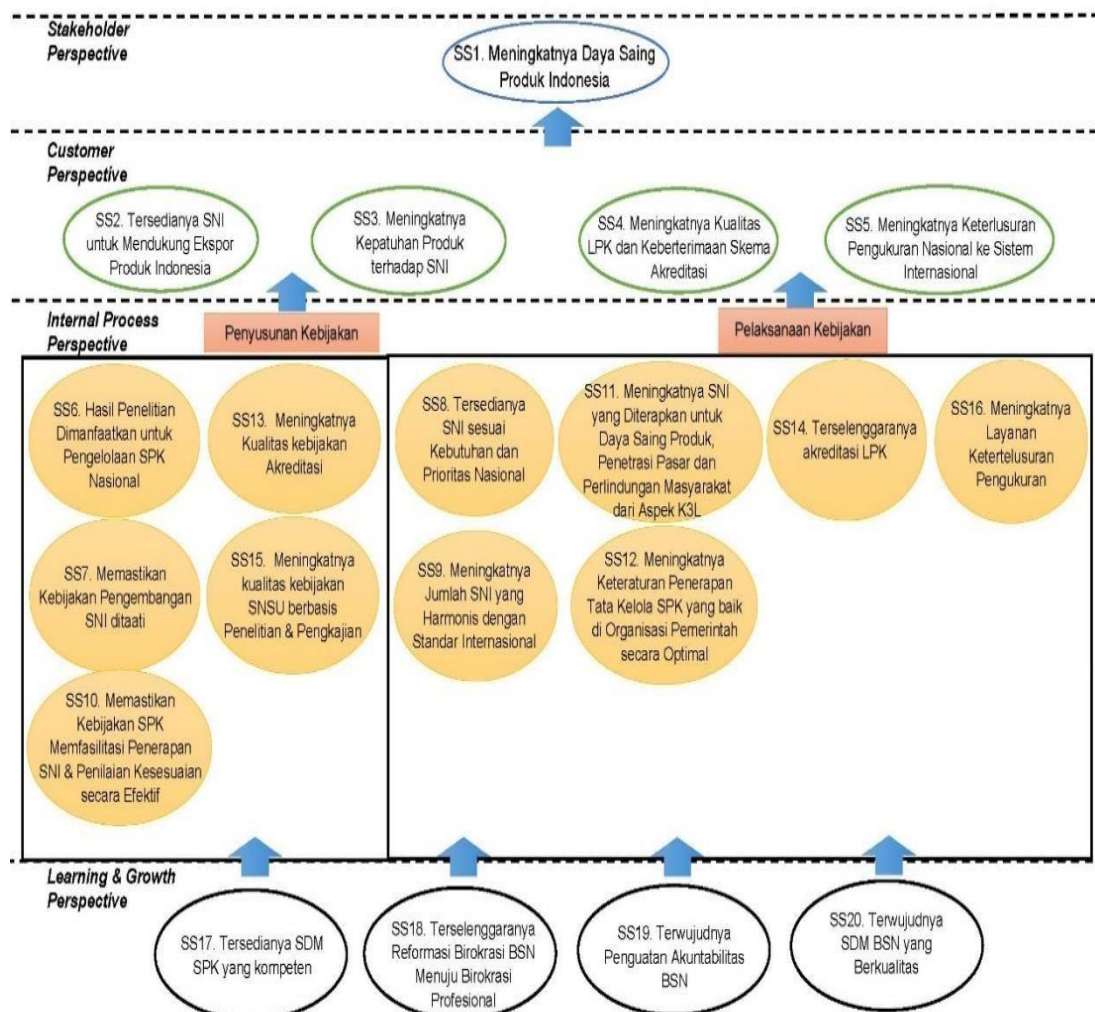 Stakeholder
Perspective
SS1. Meningkatnya Daya Saing
Produk Indonesia
Customer
Perspective
SS2. Tersedianya SNI
untuk Mendukung Ekspor
Produk Indonesia
SS3. Meningkatnya
Kepatuhan Produk
terhadap SNI
SS4. Meningkatnya Kualitas
LPK dan Keberterimaan Skema
Akreditasi
SS5. Meningkatnya Keterlusuran
Pengukuran Nasional ke Sistem
Internasional
Internal Process
Perspective
Penyusunan Kebijakan
Pelaksanaan Kebijakan
SS6. Hasil Penelitian
Dimanfaatkan untuk
Pengelolaan SPK
Nasional
SS13. Meningkatnya
Kualitas kebijakan
Akreditasi
SS7. Memastikan
Kebijakan Pengembangan
SNI ditaati
SS15. Meningkatnya
kualitas kebijakan
SNSU berbasis
Penelitian & Pengkajian
SS10. Memastikan
Kebijakan SPK
Memfasilitasi Penerapan
SNI & Penilaian Kesesuaian
secara Efektif
SS8. Tersedianya
SNI sesuai
Kebutuhan dan
Prioritas Nasional
SS11. Meningkatnya SNI
yang Diterapkan untuk
Daya Saing Produk,
Penetrasi Pasar dan
Perlindungan Masyarakat
dari Aspek K3L
SS14. Terselenggaranya
akreditasi LPK
SS16. Meningkatnya
Layanan
Ketertelusuran
Pengukuran
SS9. Meningkatnya
Jumlah SNI yang
Harmonis dengan
Standar Internasional
SS12. Meningkatnya
Keteraturan Penerapan
Tata Kelola SPK yang baik
di Organisasi Pemerintah
secara Optimal
Learning & Growth
Perspective
SS17. Tersedianya SDM
SPK yang kompeten
SS18. Terselenggaranya
Reformasi Birokrasi BSN
Menuju Birokrasi
Profesional
SS19. Terwujudnya
Penguatan Akuntabilitas
BSN
SS20. Terwujudnya
SDM BSN yang
Berkualitas